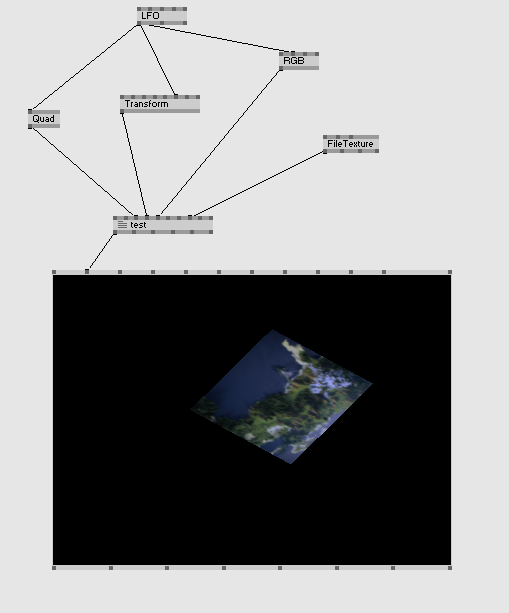 LFO
RGB
Transform
Quad
FileTexture
test